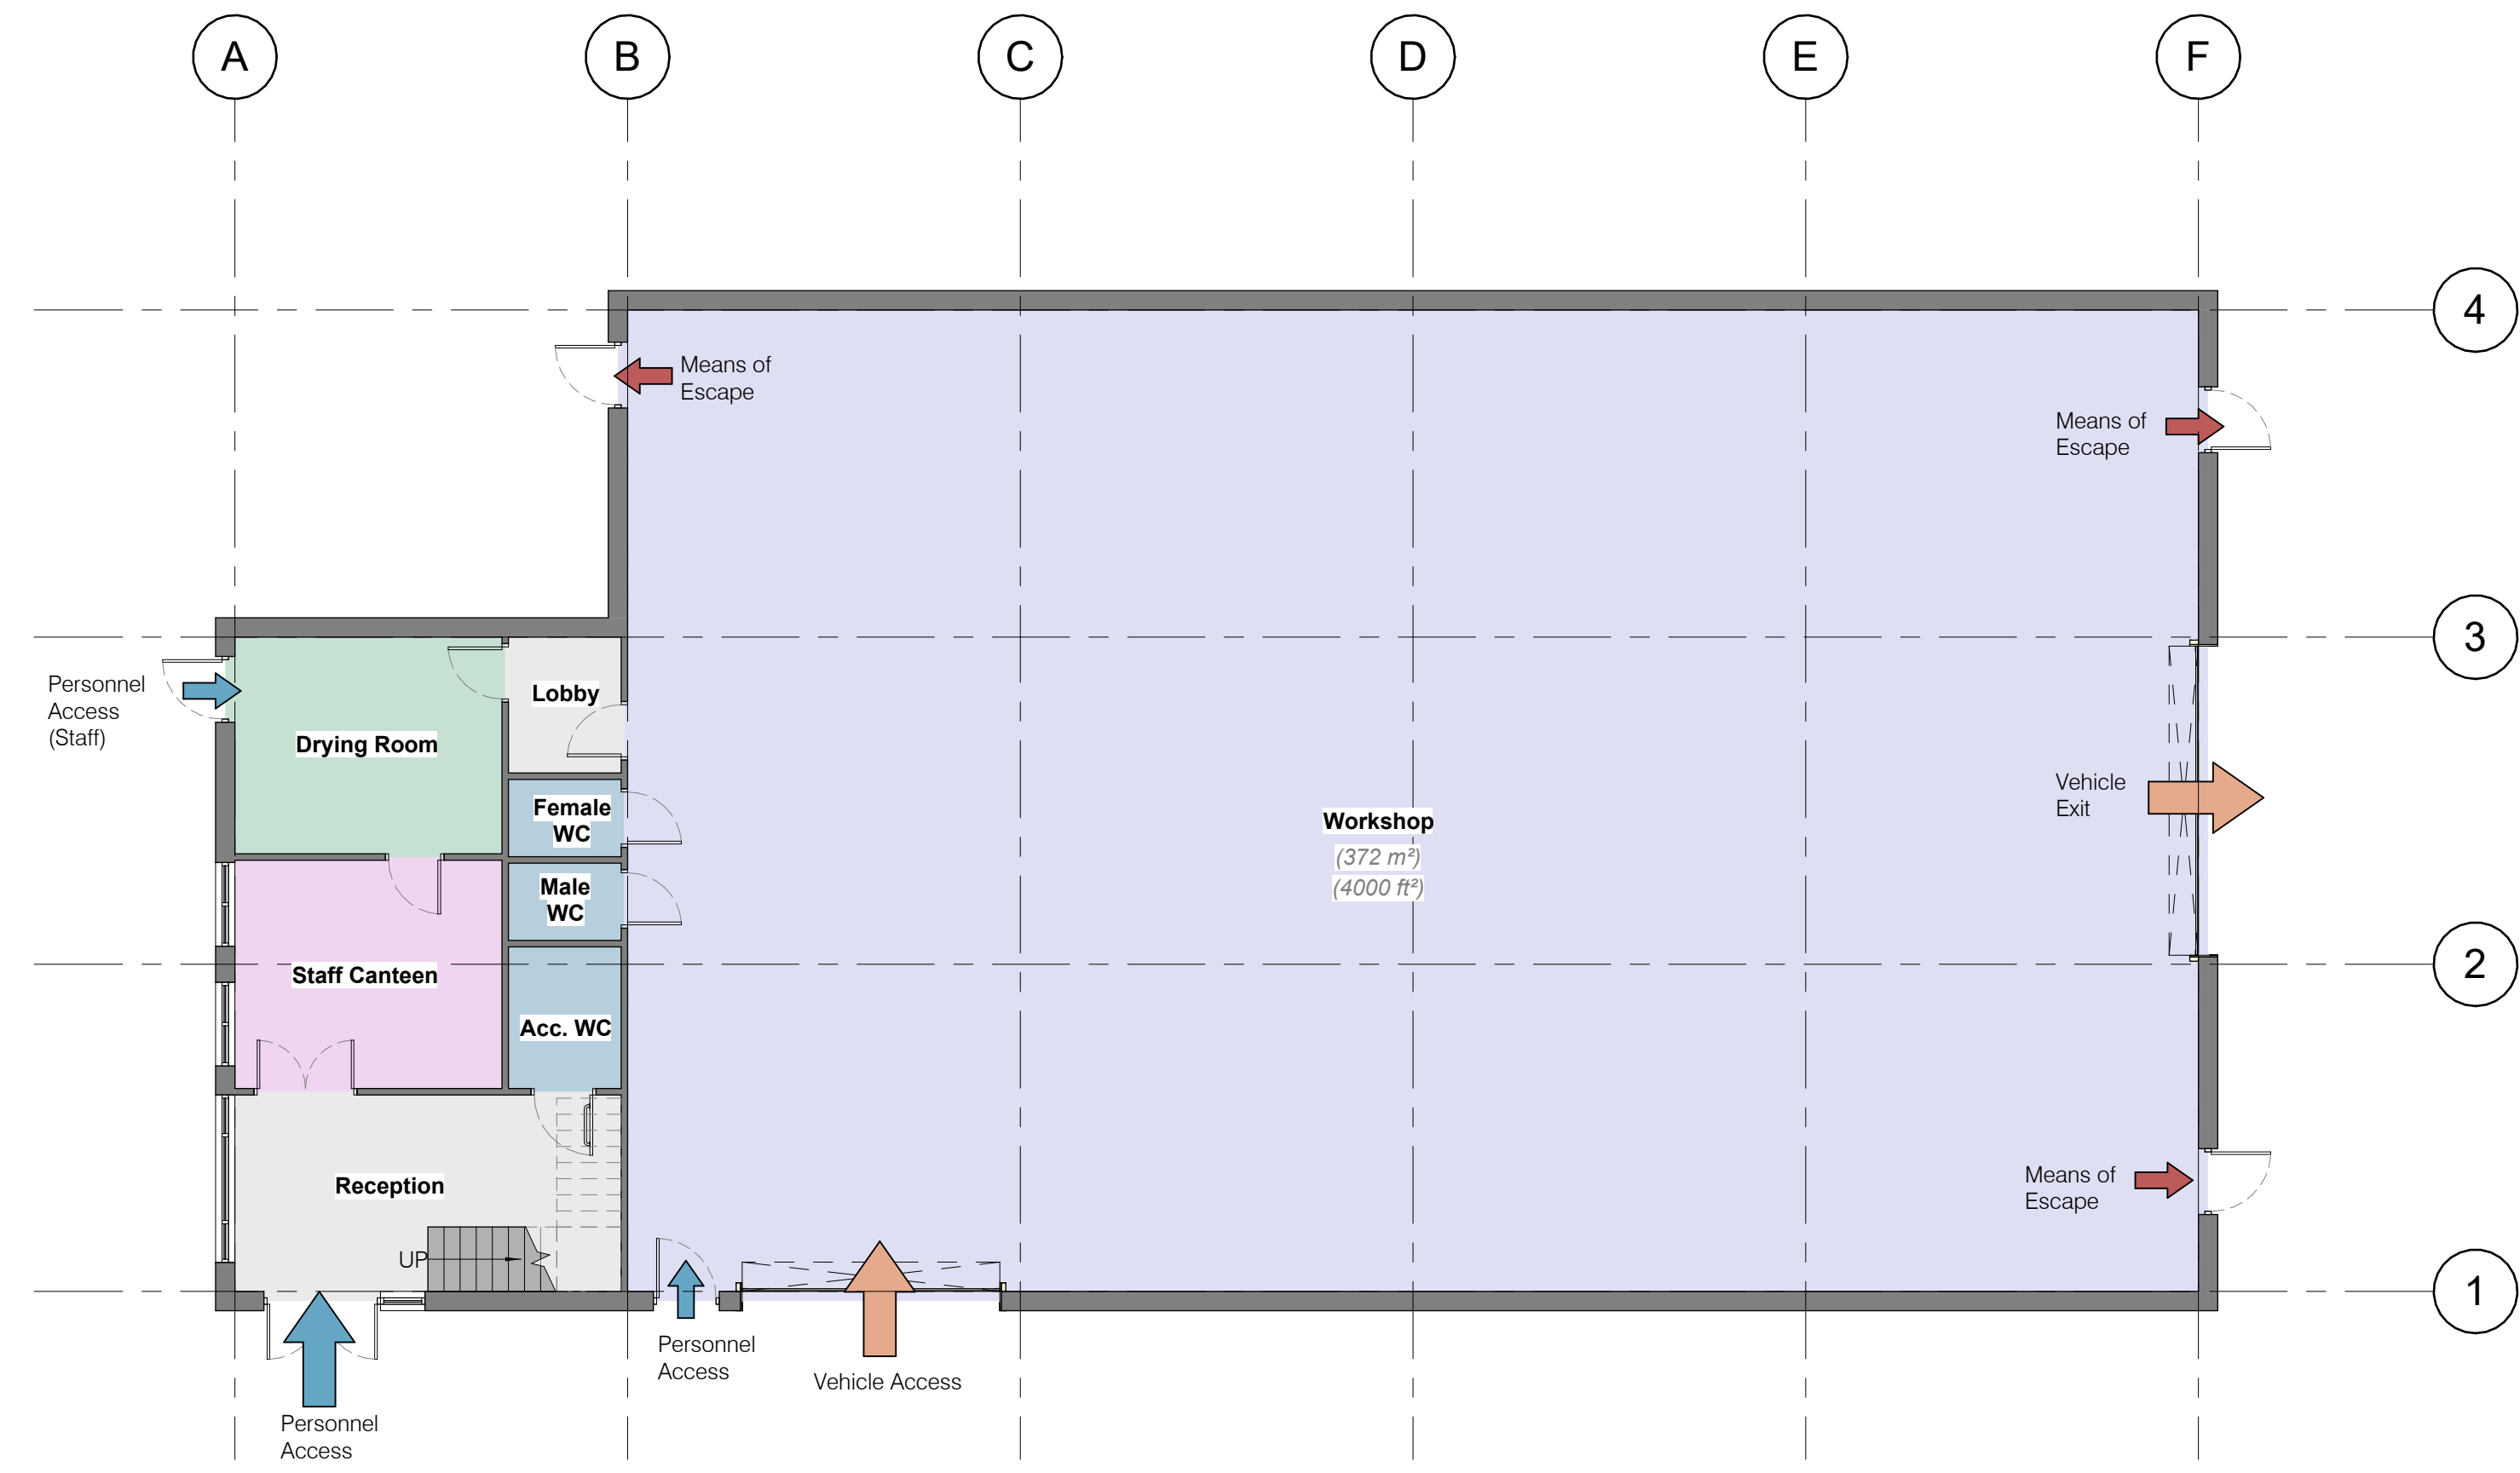 A
B
C
D
E
F
4
Means of
Escape
Means of
Escape
3
Personnel
Access
(Staff)
Lobby
Drying Room
Female
WC
Vehicle
Exit
Workshop
(372 m²)
(4000 ft²)
Male
WC
2
Staff Canteen
Acc. WC
Reception
Means of
Escape
UP
1
Personnel
Access
Vehicle Access
Personnel
Access